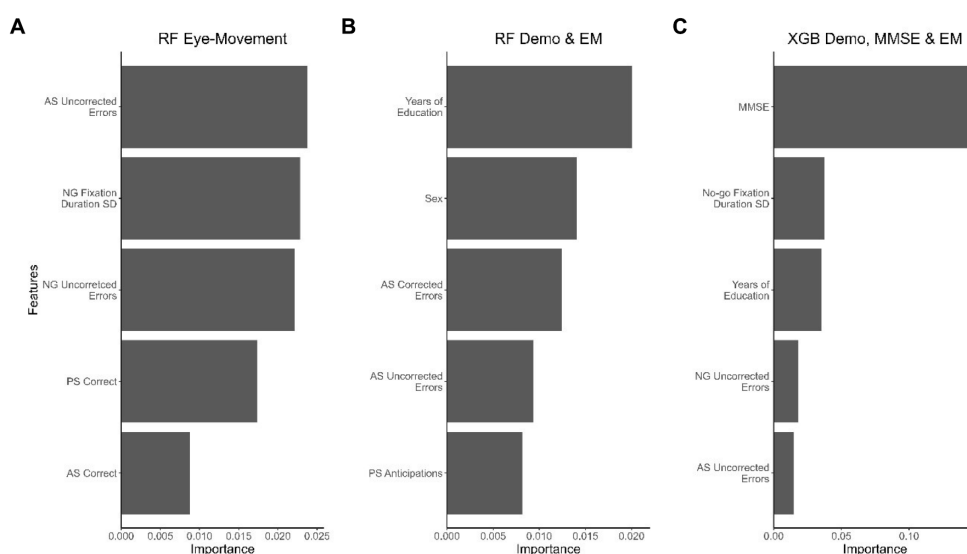 A
RF Eye-Movement
AS Uncorrected
Errors
NG Fixation
Duration SD
NG Uncorretced
Errors
PS Correct
AS Correct
Features
0.000 0.005 0.010 0.015 0.020 0.025
Importance
B
RF Demo & EM
Years of
Education
Sex
AS Corrected
Errors
AS Uncorrected
Errors
PS Anticipations
0.000 0.005 0.010 0.015 0.020
Importance
C
XGB Demo, MMSE & EM
MMSE
No-go Fixation
Duration SD
Years of
Education
NG Uncorrected
Errors
AS Uncorrected
Errors
0.00 0.05 0.10
Importance